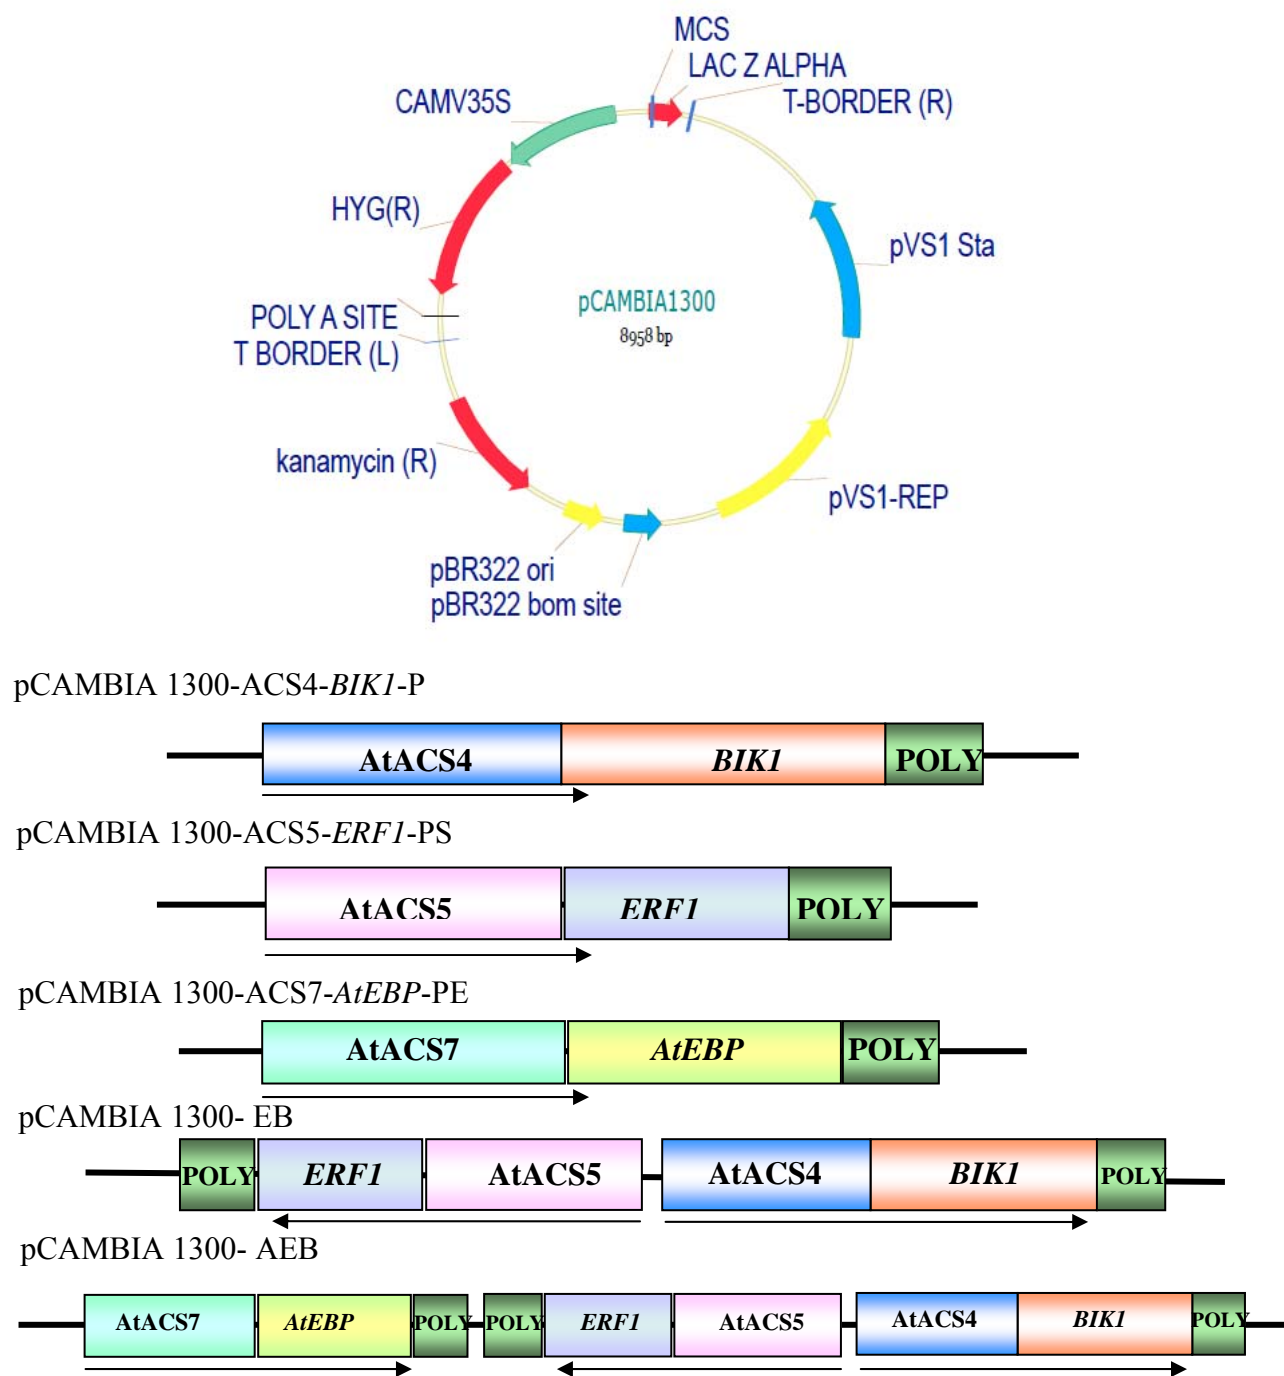 MCS
LAC Z ALPHA
T-BORDER (R)
CAMV35S
HYG(R)
pVS1 Sta
pCAMBIA1300
8958 bp
POLY A SITE
T BORDER (L)
kanamycin (R)
pVS1-REP
pBR322 ori
pBR322 bom site
pCAMBIA 1300-ACS4-BIK1-P
AtACS4 BIK1 POLY
pCAMBIA 1300-ACS5-ERF1-PS
AtACS5 ERF1 POLY
pCAMBIA 1300-ACS7-AtEBP-PE
AtACS7 AtEBP POLY
pCAMBIA 1300- EB
POLY ERF1 AtACS5 AtACS4 BIK1 POLY
pCAMBIA 1300- AEB
AtACS7 AtEBP POLY POLY ERF1 AtACS5 AtACS4 BIK1 POLY